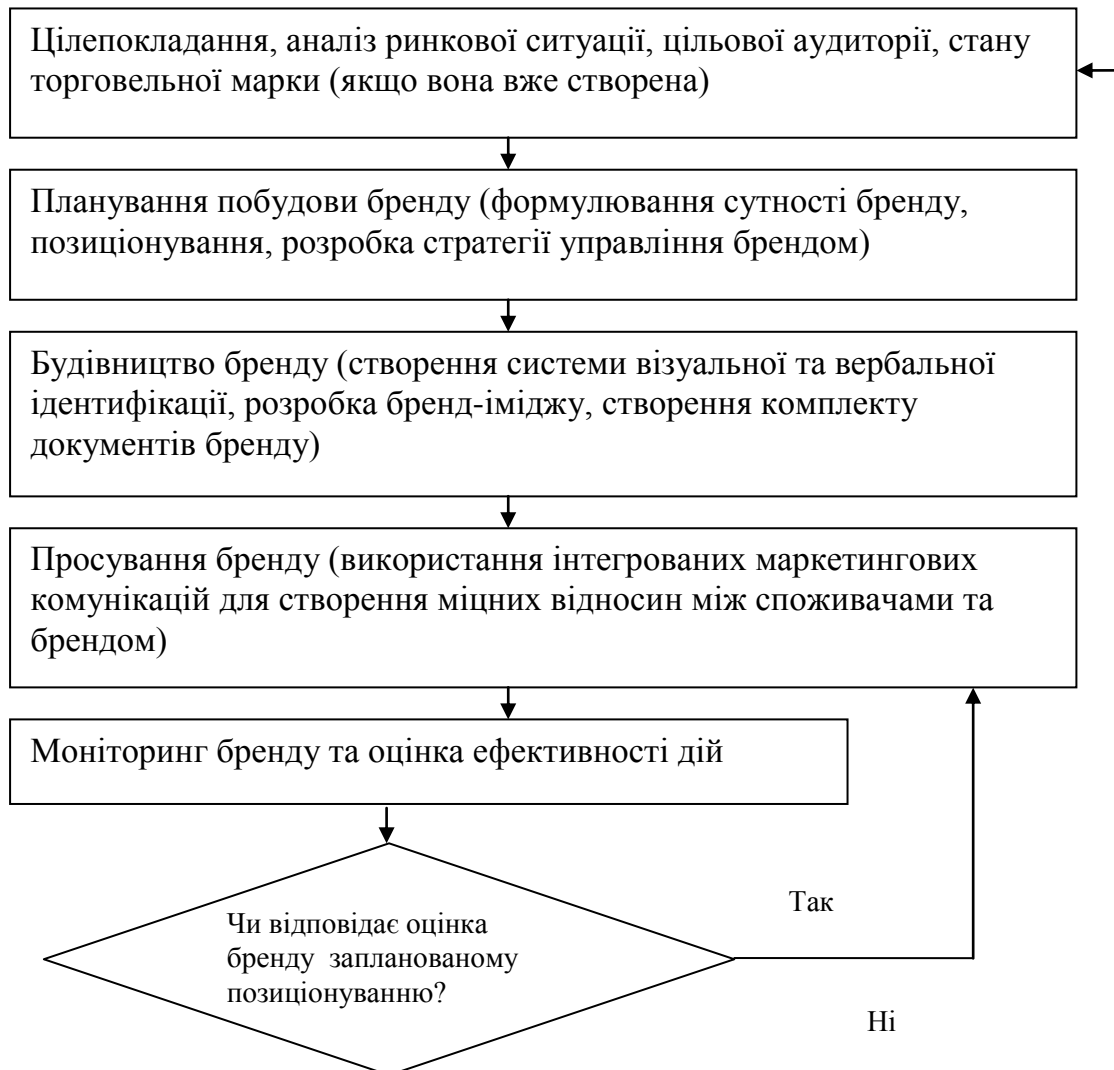 Цілепокладання, аналіз ринкової ситуації, цільової аудиторії, стану
торговельної марки (якщо вона вже створена)
Планування побудови бренду (формулювання сутності бренду,
позиціонування, розробка стратегії управління брендом)
Будівництво бренду (створення системи візуальної та вербальної
ідентифікації, розробка бренд-іміджу, створення комплекту
документів бренду)
Просування бренду (використання інтегрованих маркетингових
комунікацій для створення міцних відносин між споживачами та
брендом)
Моніторинг бренду та оцінка ефективності дій
Так
Чи відповідає оцінка
бренду запланованому
позиціонуванню?
Ні